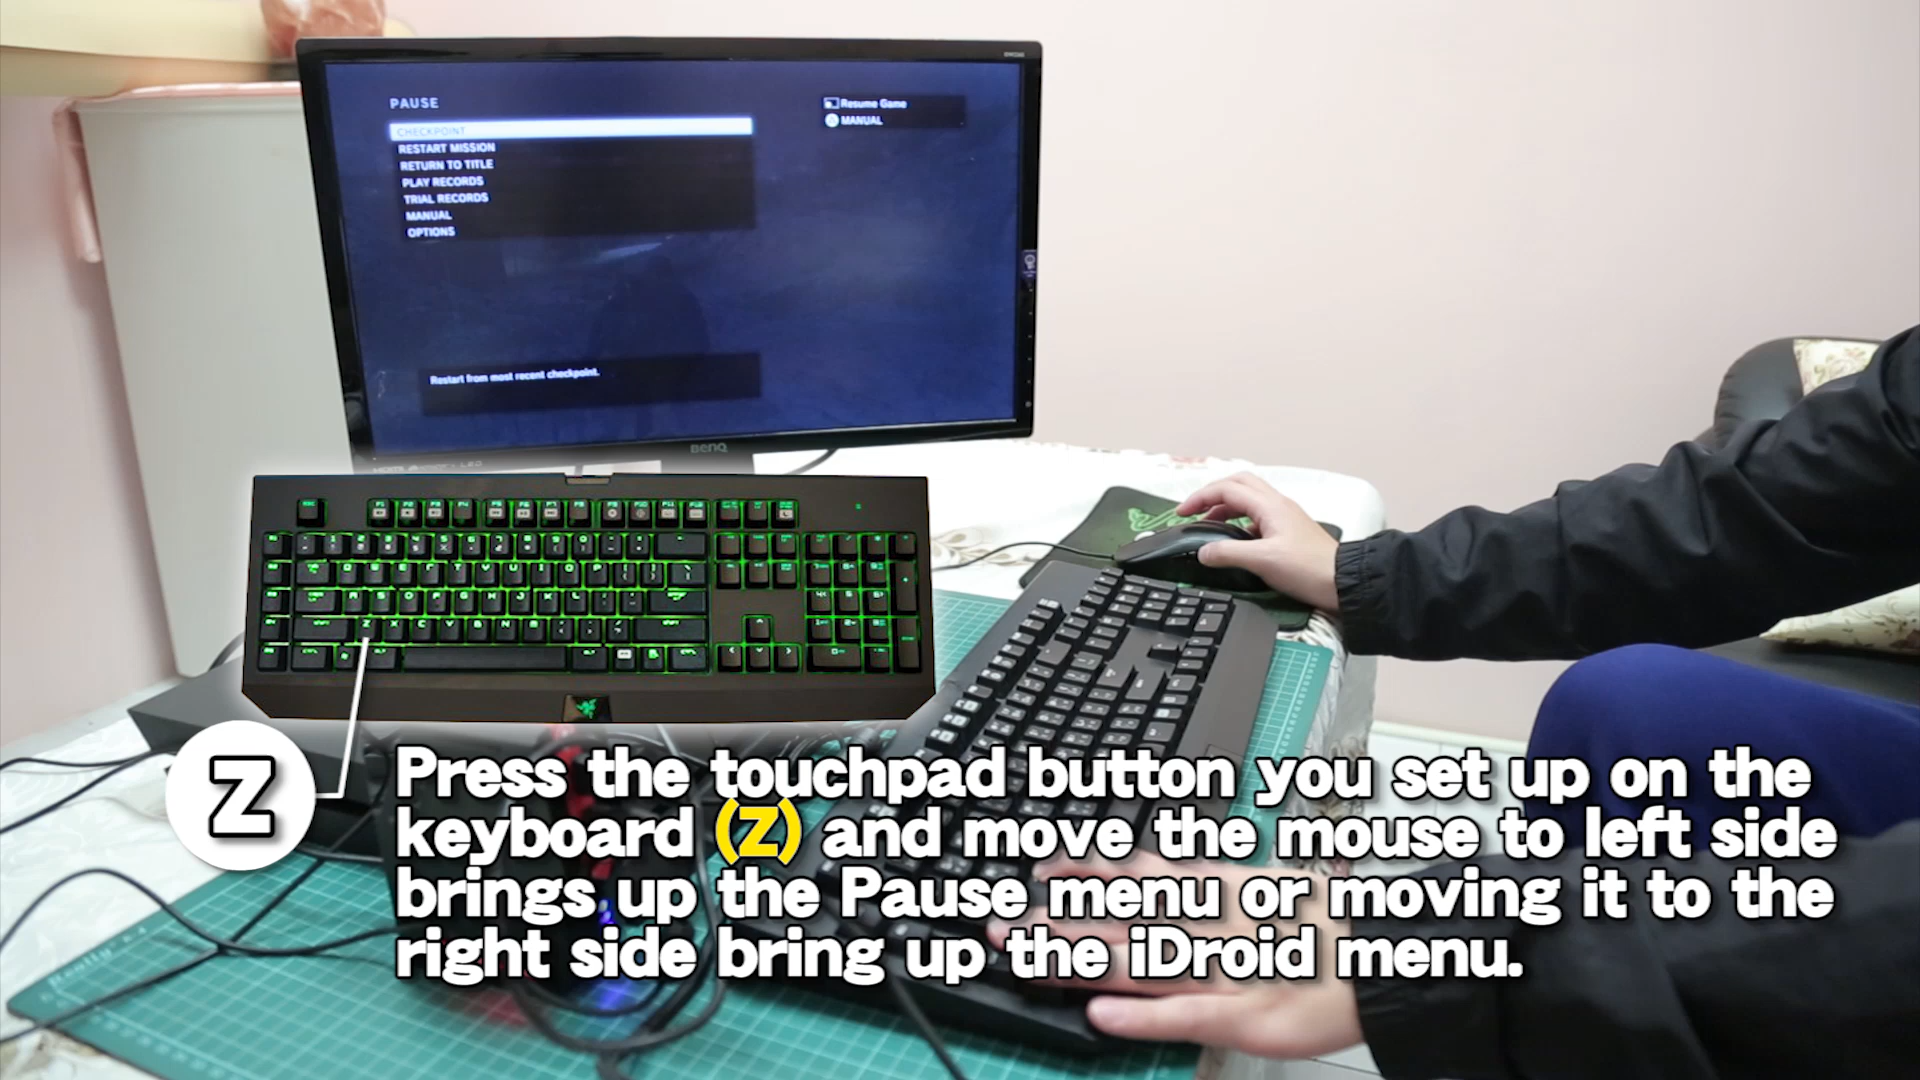 PAUSE
CHECKPOINT
RESTART MISSION
RETURN TO TITLE
PLAY RECORDS
TRIAL RECORDS
MANUAL
OPTIONS
Resume Game
MANUAL
Restart from most recent checkpoint.
BenQ
Z
Press the touchpad button you set up on the
keyboard (Z) and move the mouse to left side
brings up the Pause menu or moving it to the
right side bring up the iDroid menu.